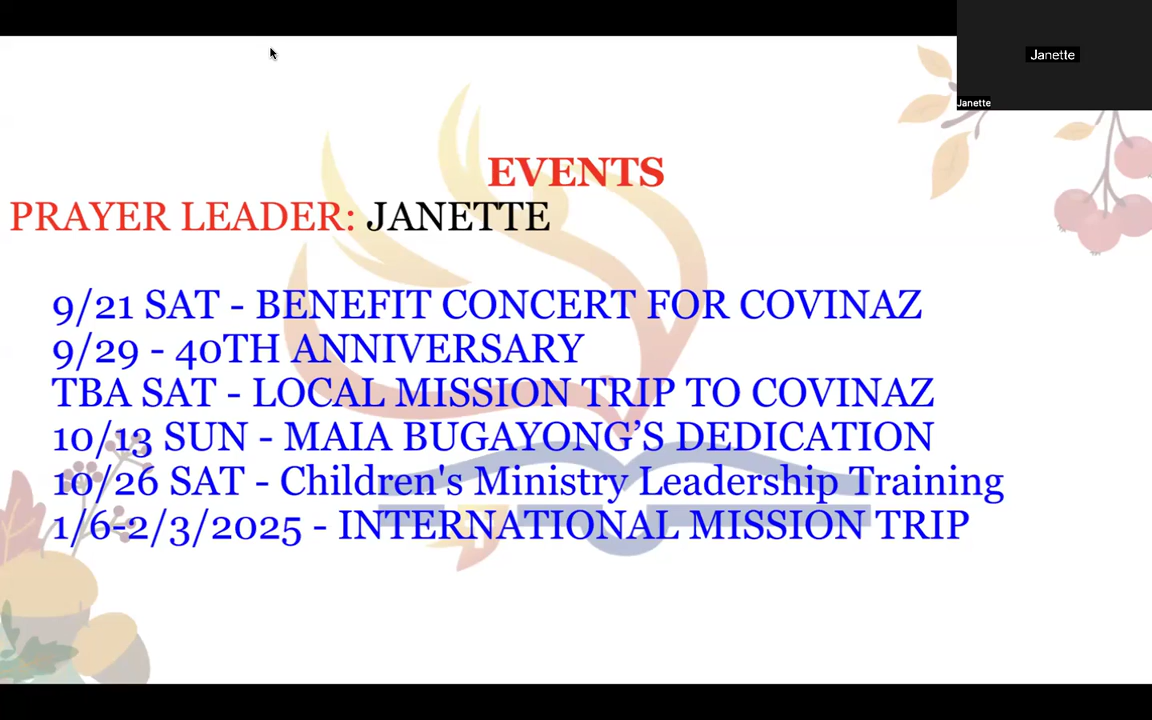 Janette
Janette
EVENTS
PRAYER LEADER: JANETTE
9/21 SAT - BENEFIT CONCERT FOR COVINAZ
9/29 - 40TH ANNIVERSARY
TBA SAT - LOCAL MISSION TRIP TO COVINAZ
10/13 SUN - MAIA BUGAYONG’S DEDICATION
10/26 SAT - Children's Ministry Leadership Training
1/6-2/3/2025 - INTERNATIONAL MISSION TRIP